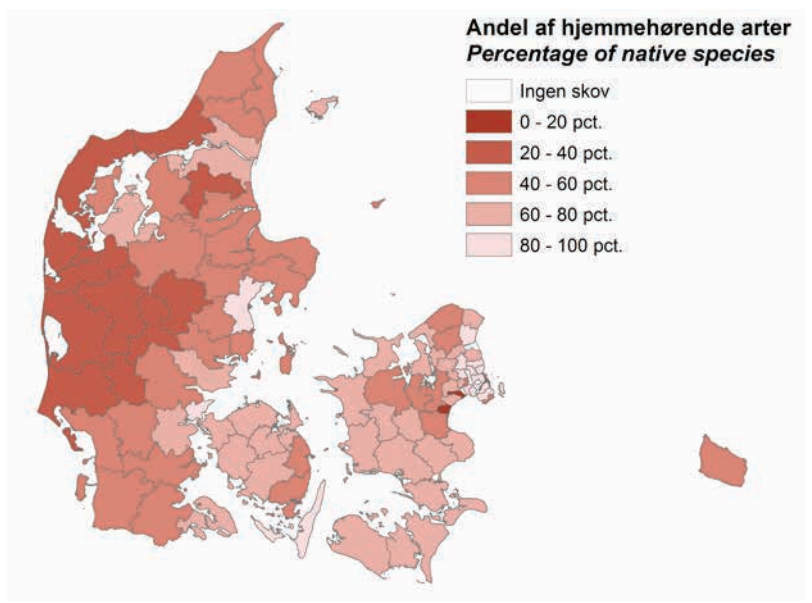 Andel af hjemmehørende arter
Percentage of native species
Ingen skov
0 - 20 pct.
20 - 40 pct.
40 - 60 pct.
60 - 80 pct.
80 - 100 pct.